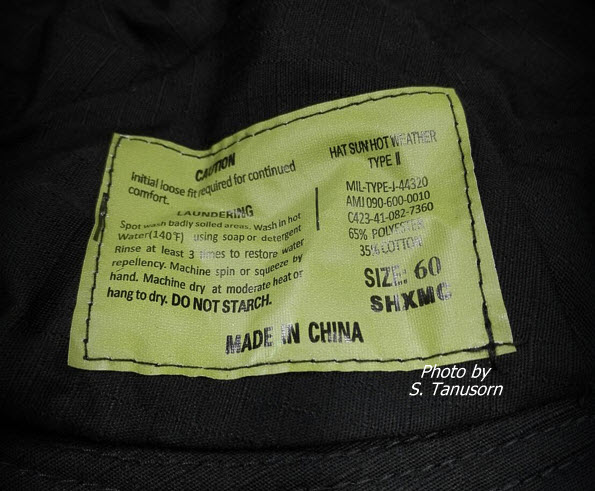 CAUTION
Initial loose fit required for continued
comfort.
LAUNDERING
Spot wash badly soiled areas. Wash in hot
Water(140°F) using soap or detergent
Rinse at least 3 times to restore water
repellency. Machine spin or squeeze by
hand. Machine dry at moderate heat or
hang to dry. DO NOT STARCH.
HAT SUN HOT WEATHER
TYPE II
MIL-TYPE-J-44320
AMJ 090-600-0010
C423-41-082-7360
65% POLYESTER
35% COTTON
SIZE: 60
SHXMC
MADE IN CHINA
Photo by
S. Tanusorn